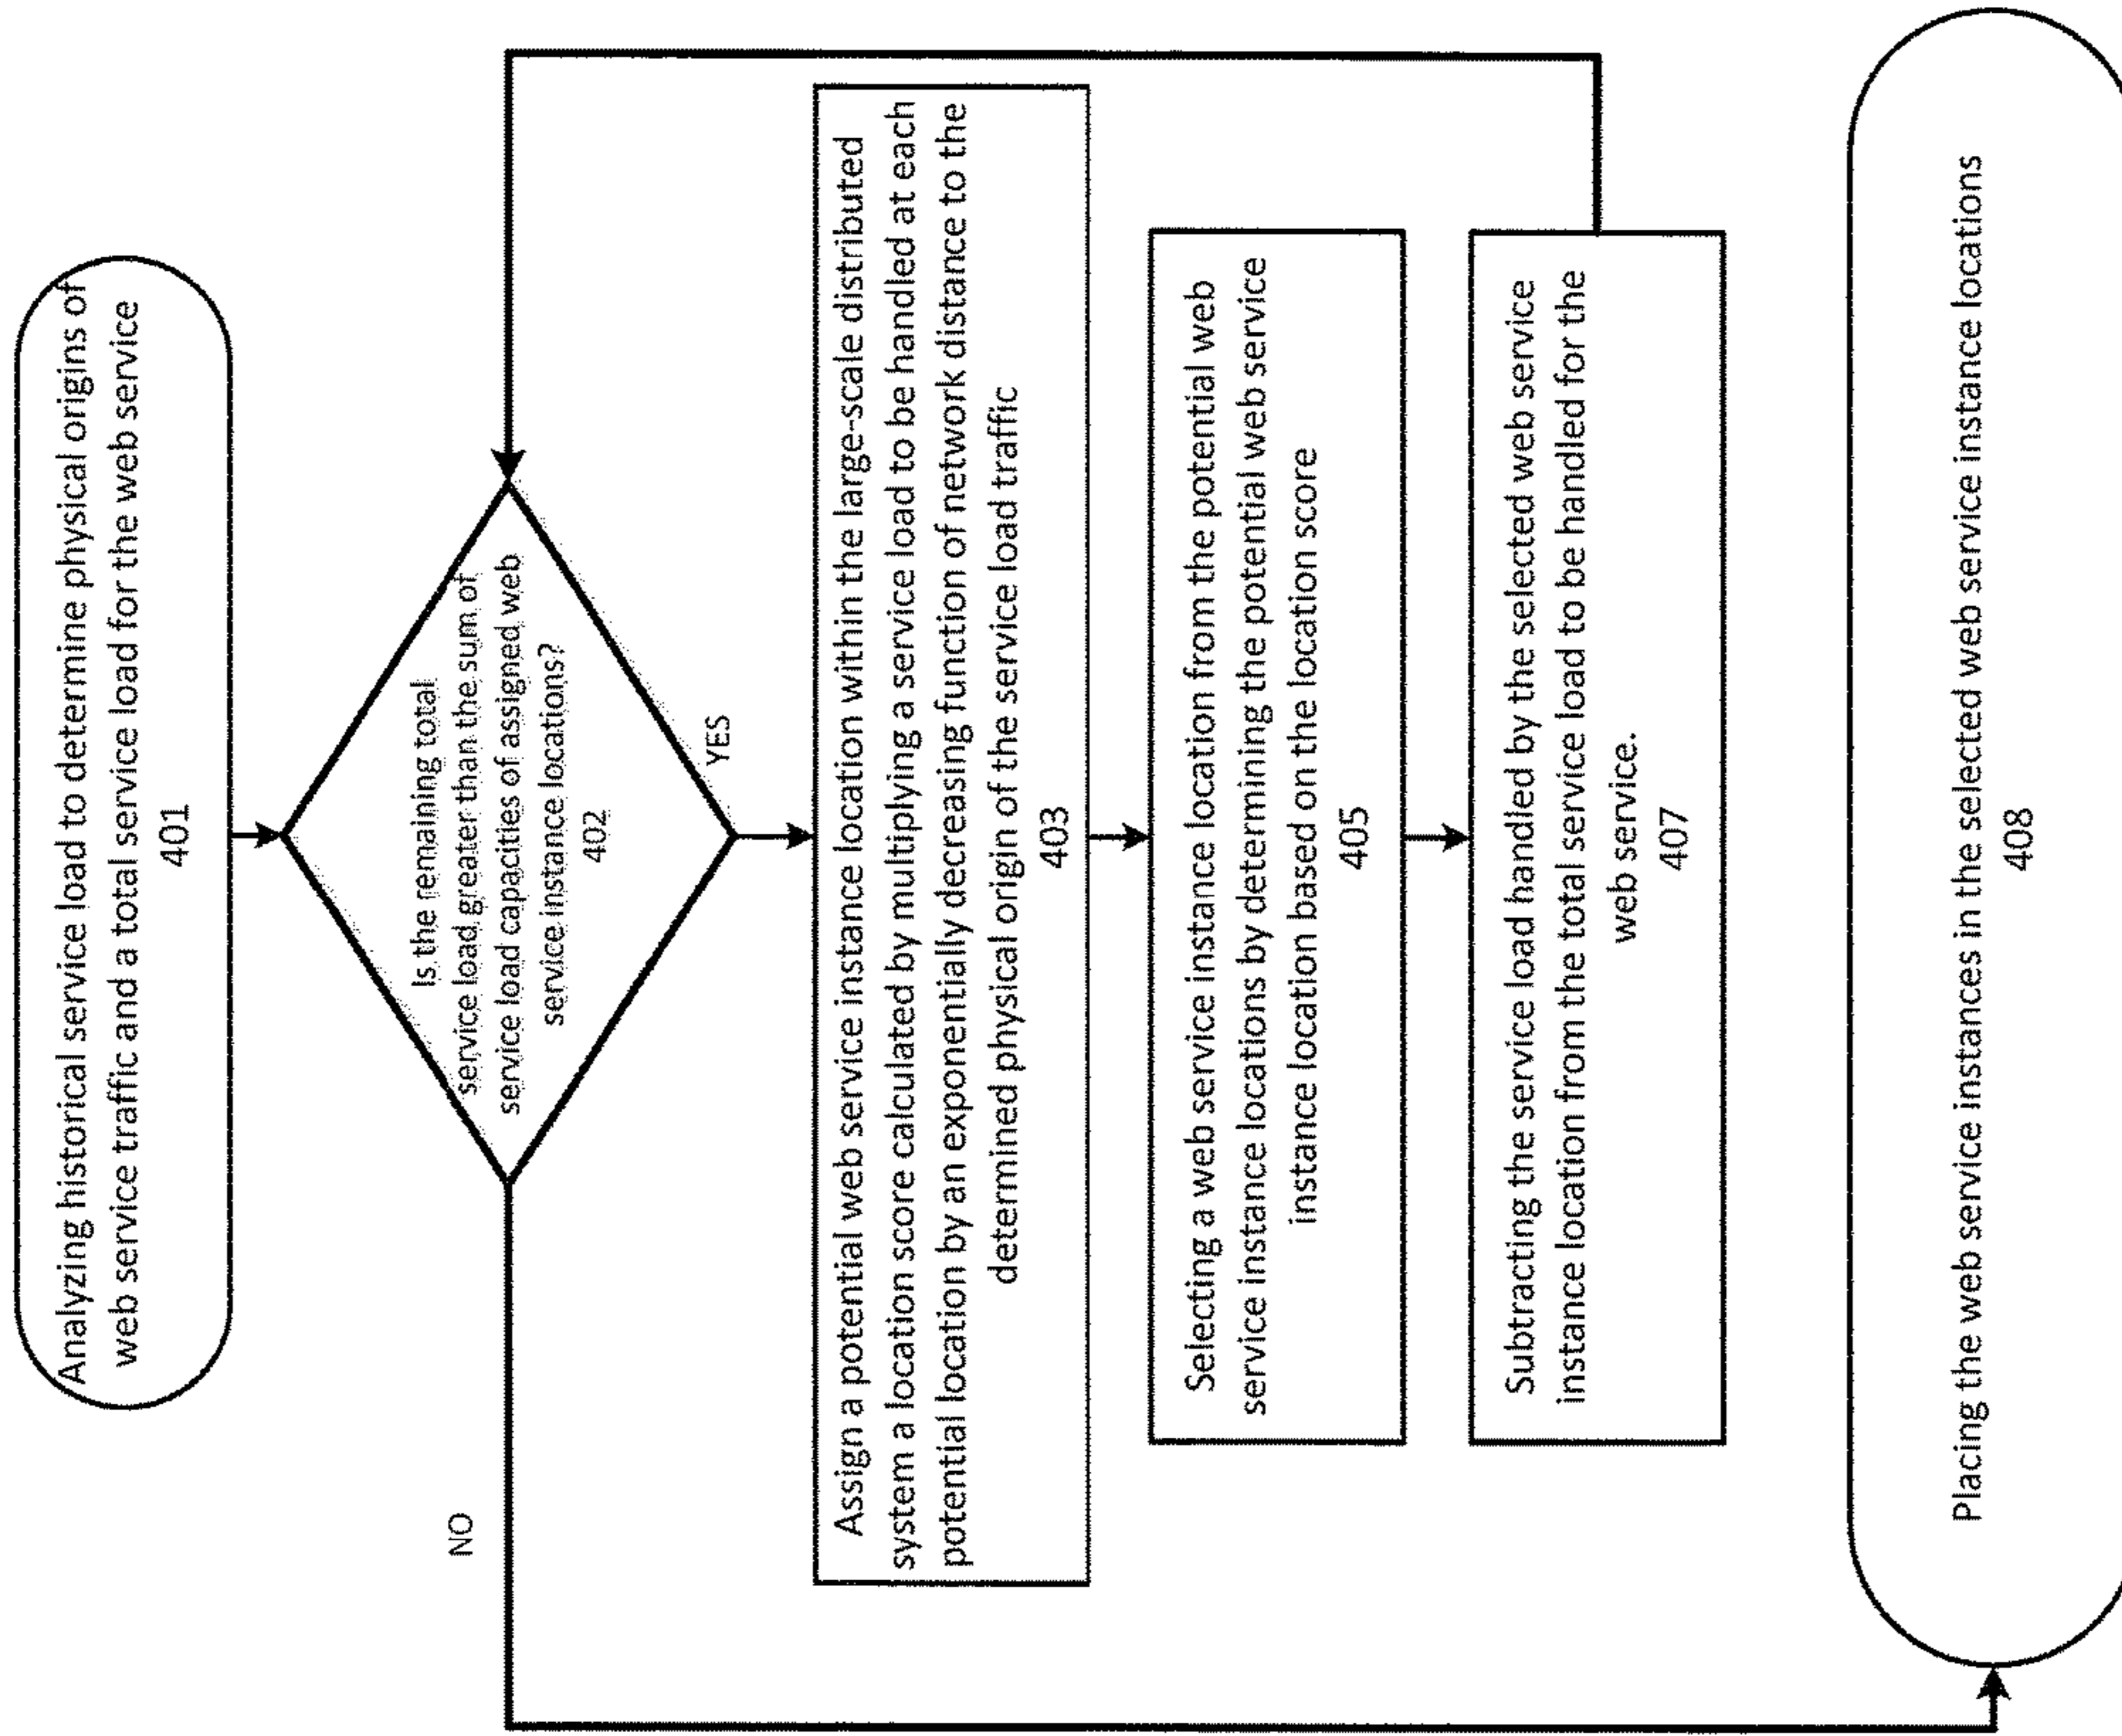 Analyzing historical service load to determine physical origins of
web service traffic and a total service load for the web service
401
Is the remaining total
service load greater than the sum of
service load capacities of assigned web
service instance locations?
402
NO
YES
Assign a potential web service instance location within the large-scale distributed
system a location score calculated by multiplying a service load to be handled at each
potential location by an exponentially decreasing function of network distance to the
determined physical origin of the service load traffic
403
Selecting a web service instance location from the potential web
service instance locations by determining the potential web service
instance location based on the location score
405
Subtracting the service load handled by the selected web service
instance location from the total service load to be handled for the
web service.
407
Placing the web service instances in the selected web service instance locations
408